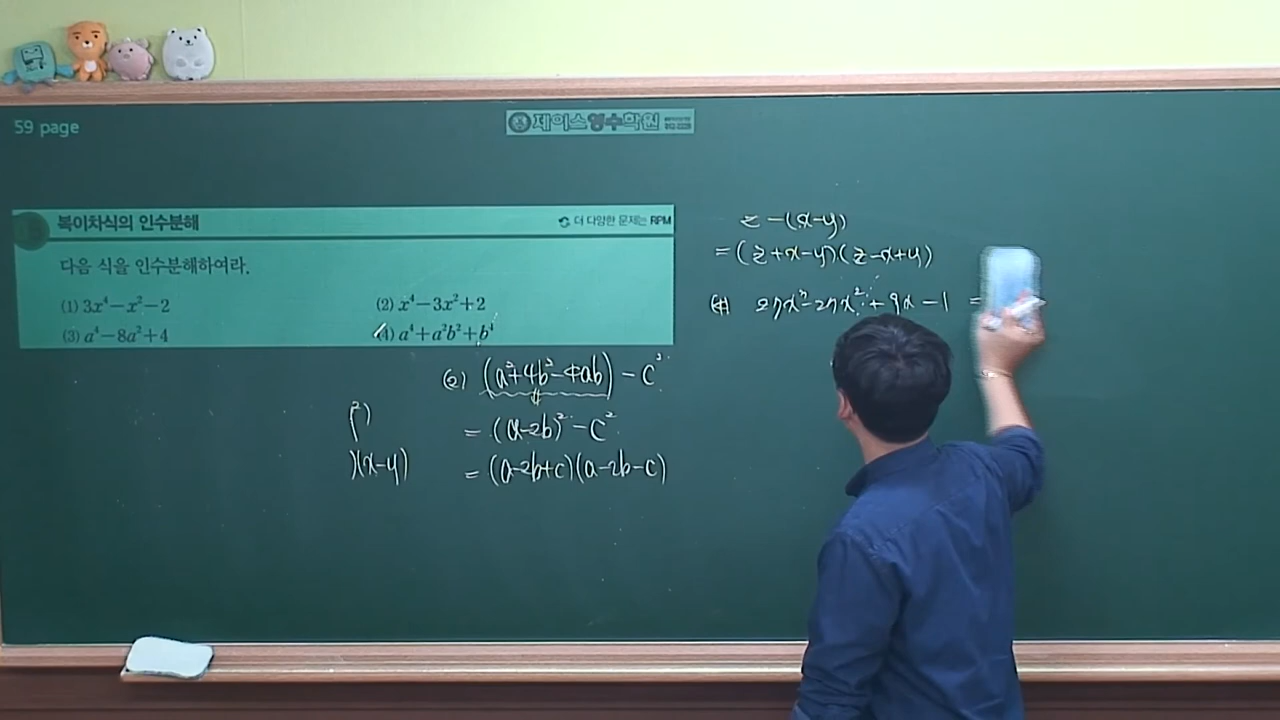 59 page
제이스영수학원
복이차식의 인수분해
더 다양한 문제는 RPM
다음 식을 인수분해하여라.
(1) 3x⁴−x²−2
(2) x⁴−3x²+2
(3) a⁴−8a²+4
(4) a⁴+a²b²+b⁴
(2) (a²+4b²−4ab)−c²
= (a−2b)²−c²
= (a−2b+c)(a−2b−c)
²)
)(x−y)
z−(x−y)
= (z+x−y)(z−x+y)
(4) 27x³−27x²+9x−1 =